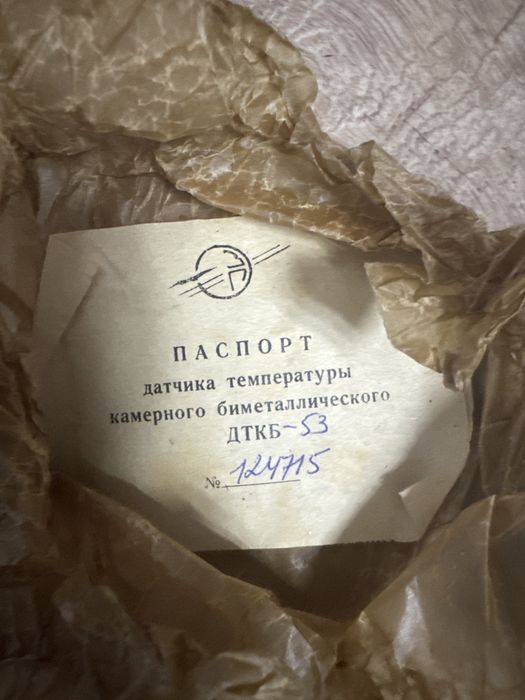 ПАСПОРТ
датчика температуры
камерного биметаллического
ДТКБ-53
№ 124715